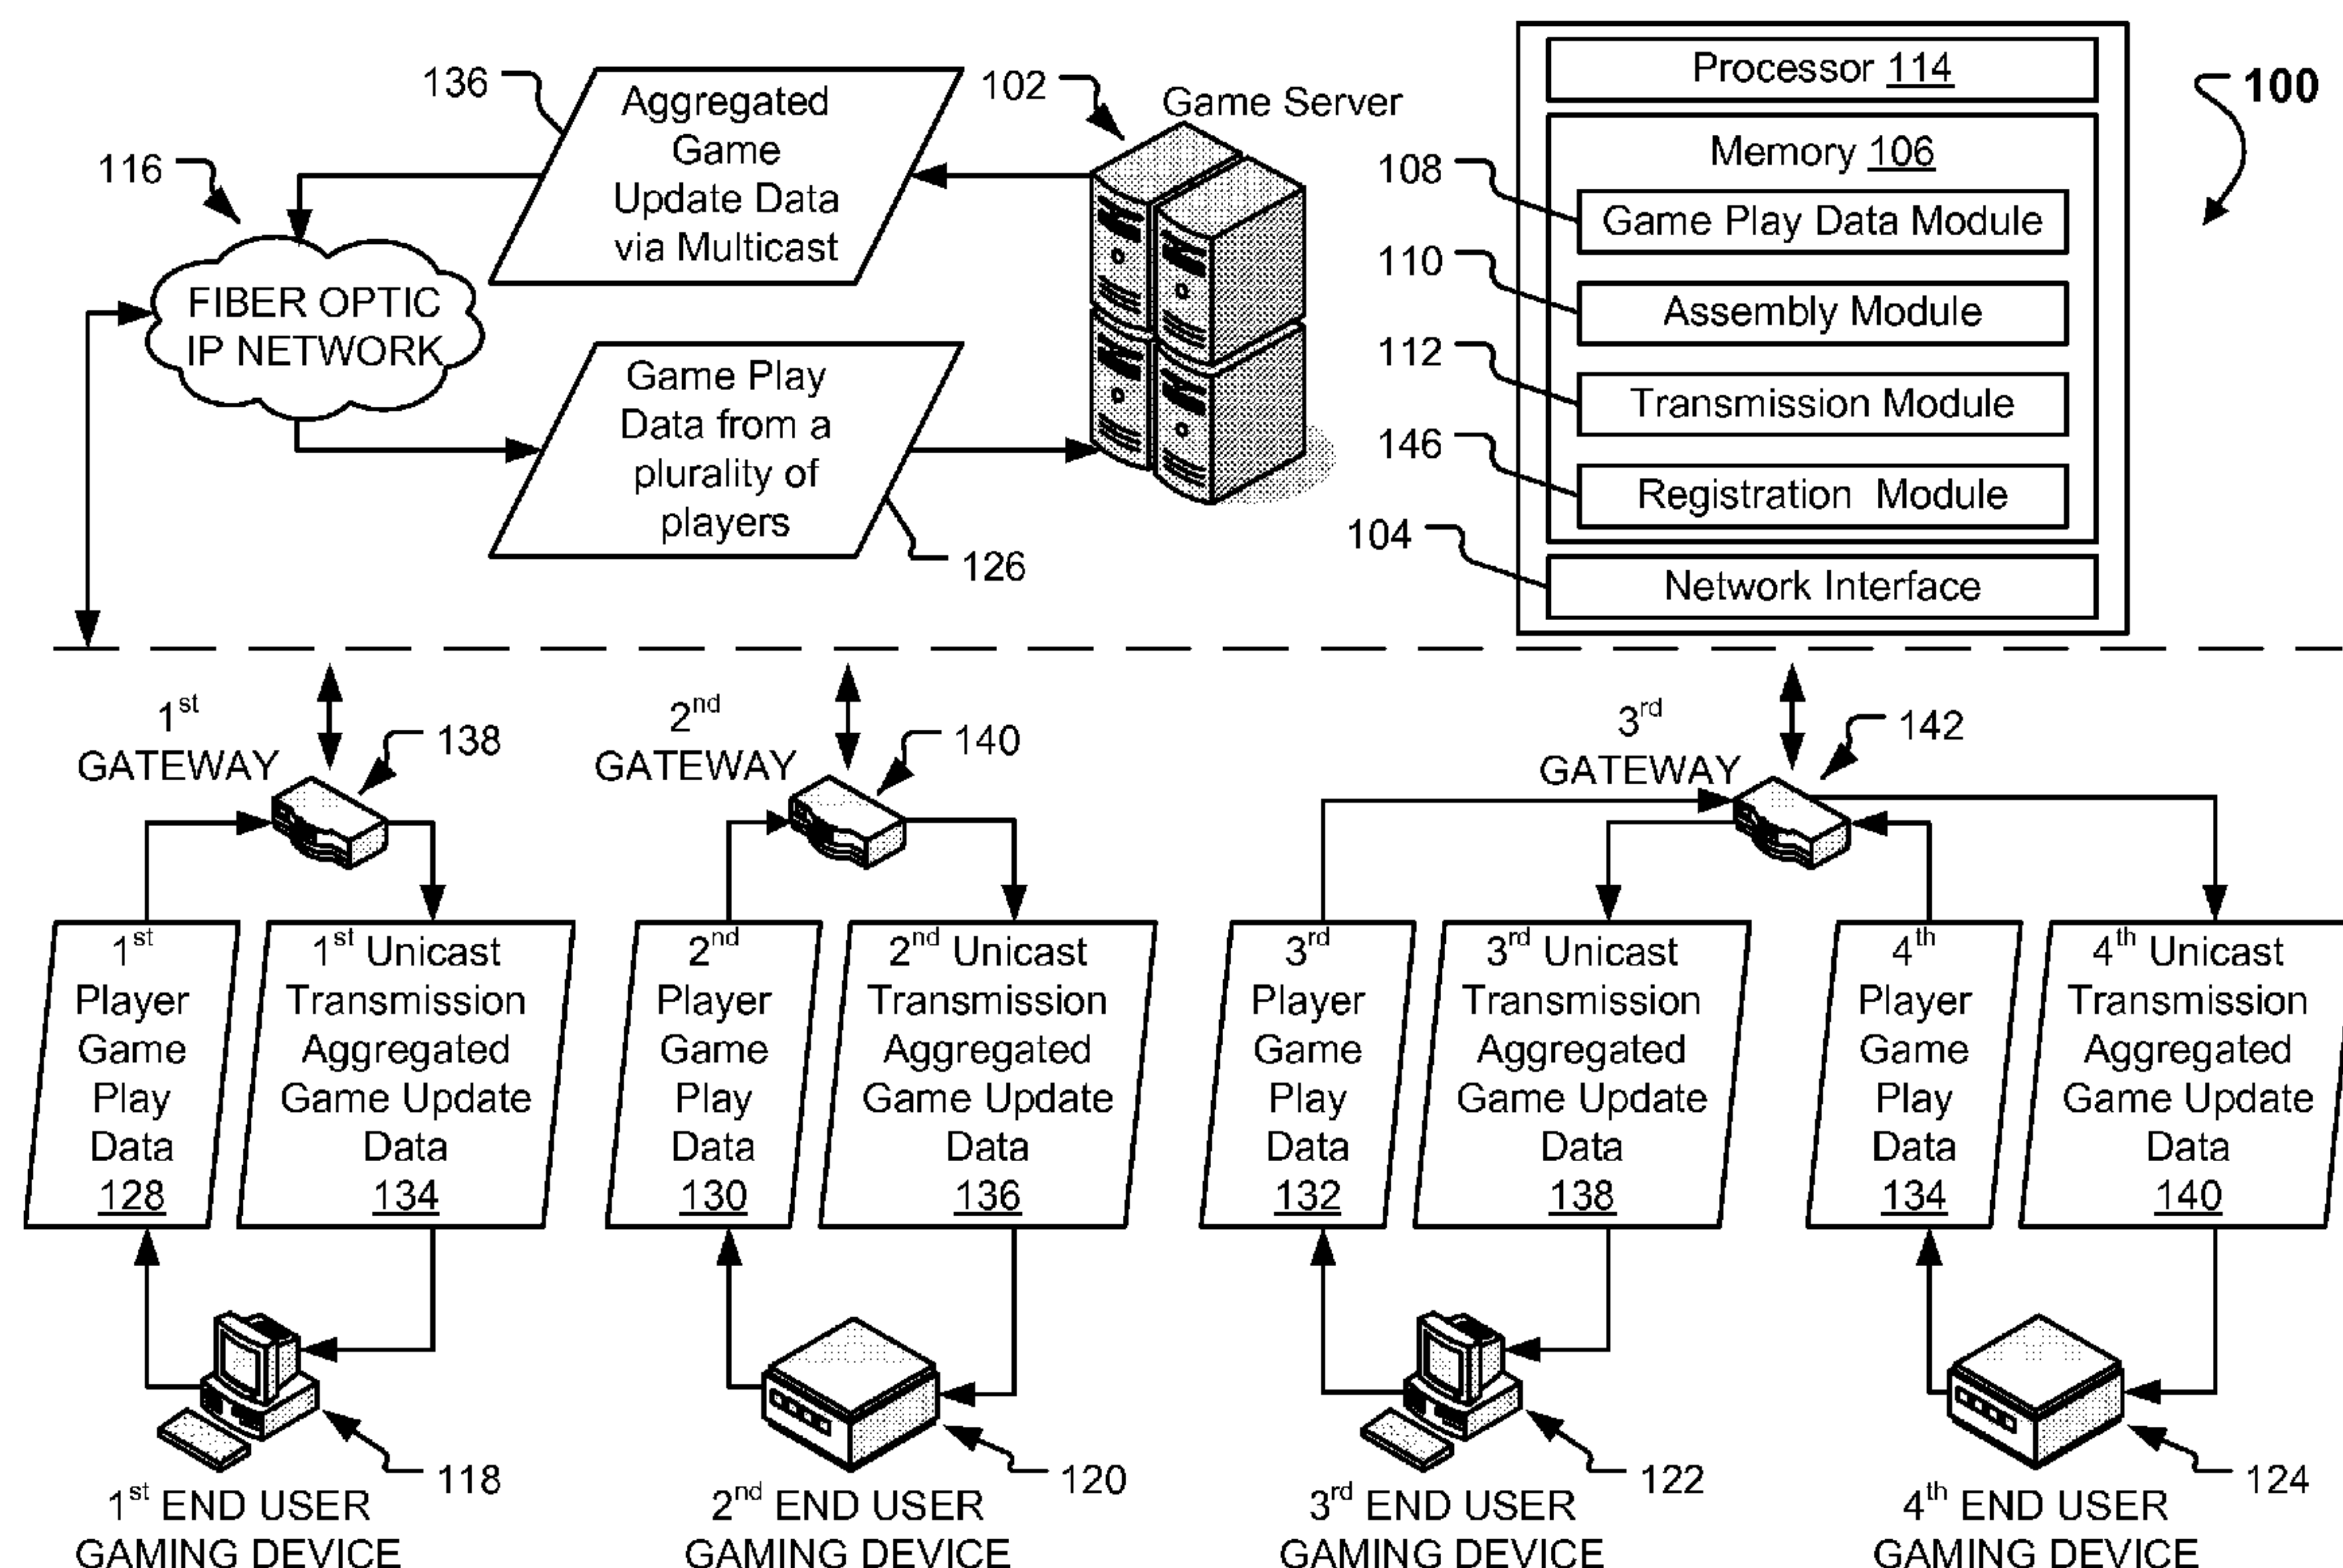 136
Aggregated
Game
Update Data
via Multicast
102
Game Server
116
FIBER OPTIC
IP NETWORK
Game Play
Data from a
plurality of
players
126
Processor 114
100
Memory 106
108
Game Play Data Module
110
Assembly Module
112
Transmission Module
146
Registration Module
104
Network Interface
1st
GATEWAY
138
2nd
GATEWAY
140
3rd
GATEWAY
142
1st
Player
Game
Play
Data
128
1st Unicast
Transmission
Aggregated
Game Update
Data
134
2nd
Player
Game
Play
Data
130
2nd Unicast
Transmission
Aggregated
Game Update
Data
136
3rd
Player
Game
Play
Data
132
3rd Unicast
Transmission
Aggregated
Game Update
Data
138
4th
Player
Game
Play
Data
134
4th Unicast
Transmission
Aggregated
Game Update
Data
140
118
1st END USER
GAMING DEVICE
120
2nd END USER
GAMING DEVICE
122
3rd END USER
GAMING DEVICE
124
4th END USER
GAMING DEVICE